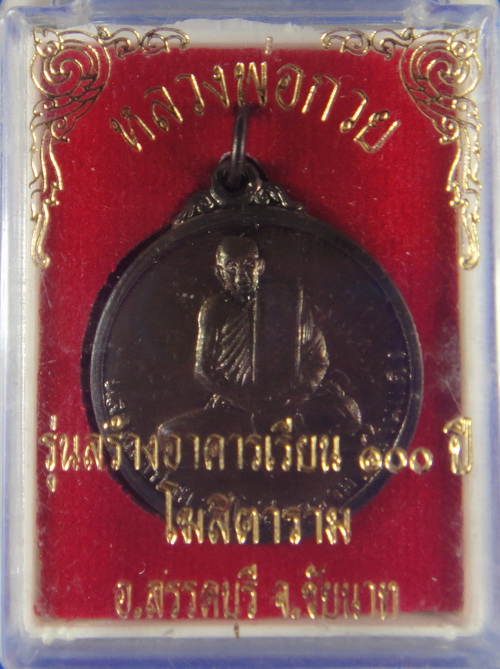 หลวงพ่อกวย
รุ่นสร้างอาคารเรียน ๑๐๐ ปี
โฆสิตาราม
อ.สรรคบุรี จ.ชัยนาท